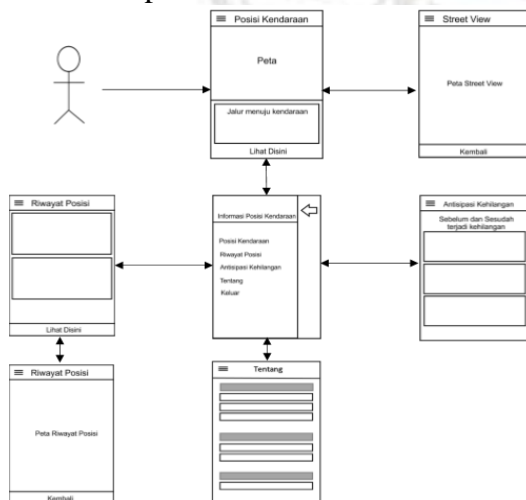 Posisi Kendaraan
Peta
Jalur menuju kendaraan
Lihat Disini
Street View
Peta Street View
Kembali
Riwayat Posisi
Lihat Disini
Informasi Posisi Kendaraan
Posisi Kendaraan
Riwayat Posisi
Antisipasi Kehilangan
Tentang
Keluar
Antisipasi Kehilangan
Sebelum dan Sesudah
terjadi kehilangan
Riwayat Posisi
Peta Riwayat Posisi
Kembali
Tentang